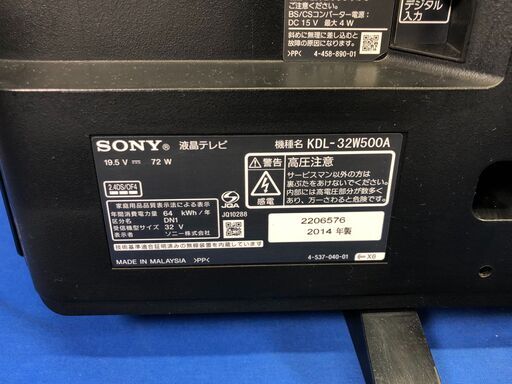 ご注意ください。
BS/CSコンバーター電源
DC 15 V 最大 4 W
斜めに無理に差し込むと
故障の原因になります。
>PP<
4-458-890-01
デジタル
入力
SONY® 液晶テレビ
19.5 V 72 W
機種名 KDL-32W500A
2.4DS/OF4
家庭用品品質表示法による表示
年間消費電力量 64 kWh/年
区分名 DN1
受信機型サイズ 32 V
表示者 ソニー株式会社
JQA
JQ10288
技術基準適合証明済みの無線装置を内蔵しています
MADE IN MALAYSIA >PP<
警告 高圧注意
感電
サービスマン以外の方は
裏ぶたをあけないでください。
内部には高電圧部分が数多く
あり、万一さわると危険です。
2206576
2014 年製
4-537-040-01
X6